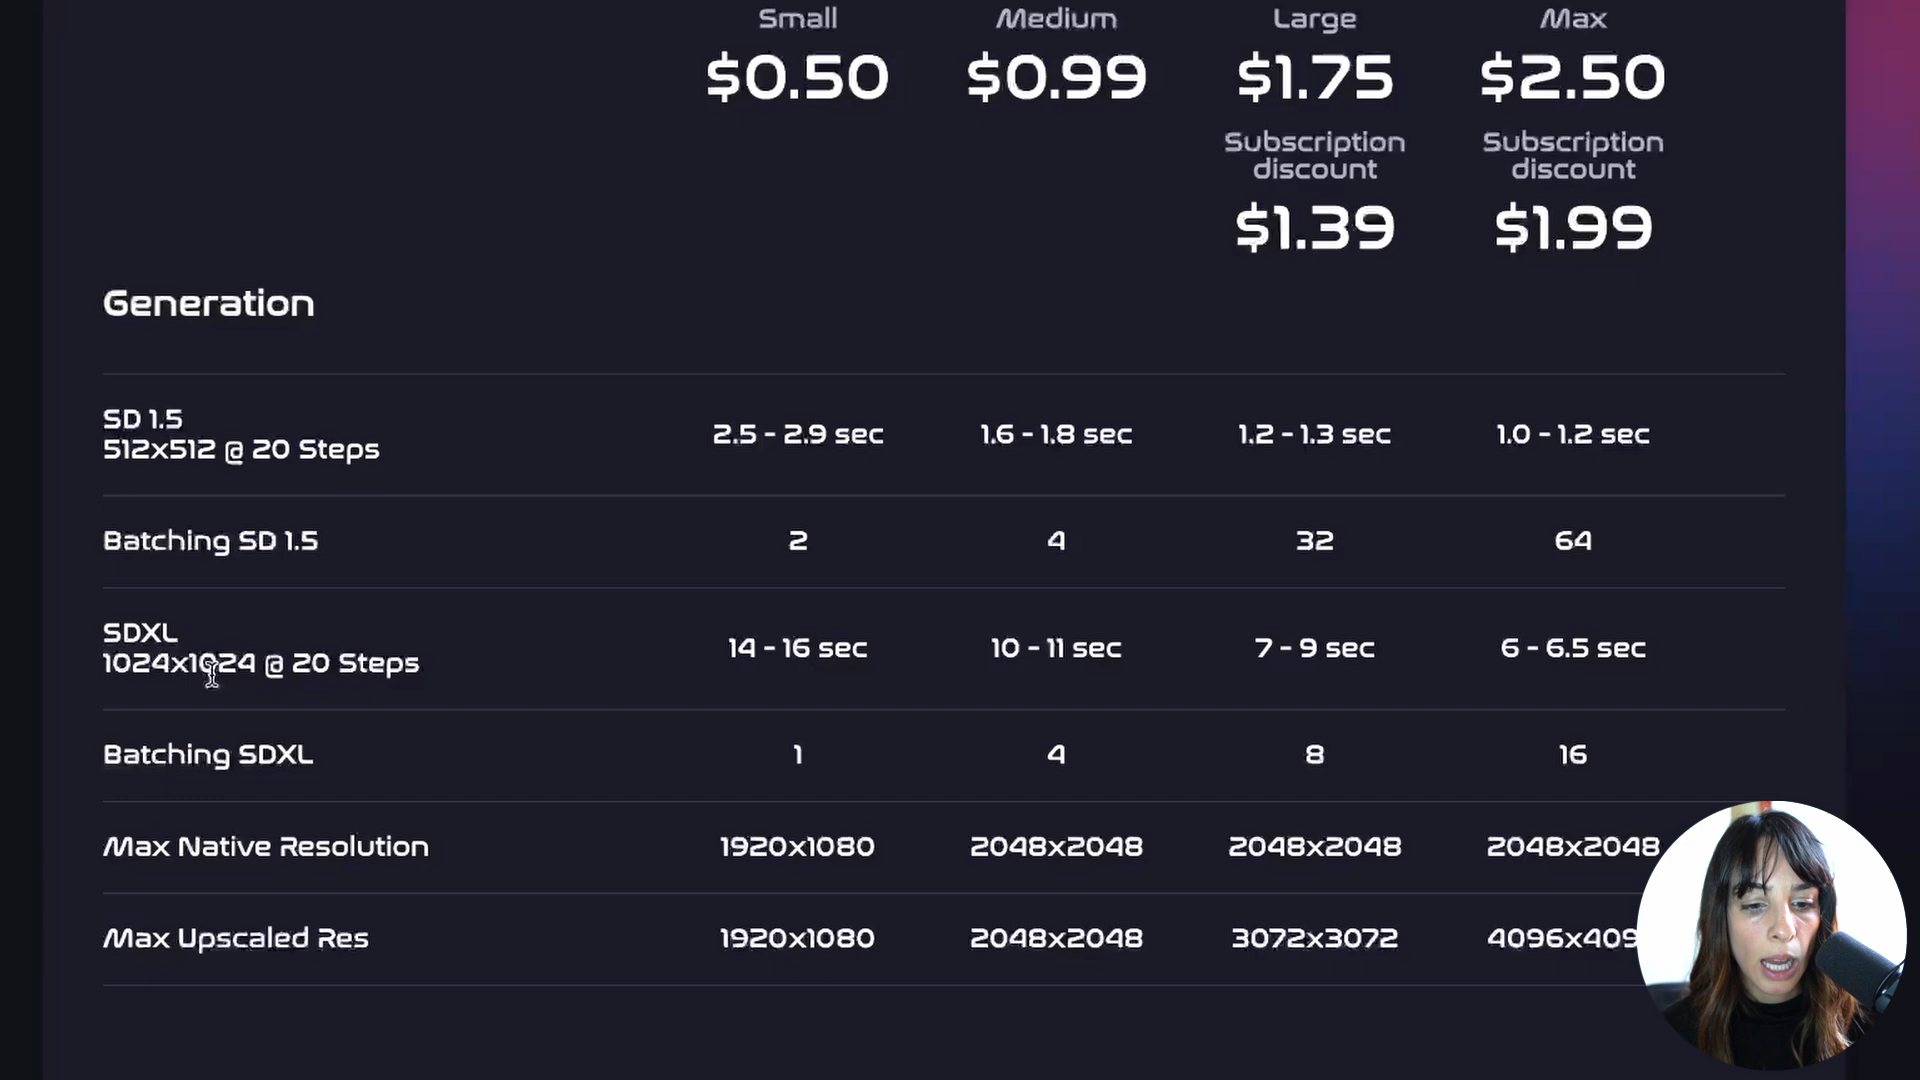 Small Medium Large Max
$0.50 $0.99 $1.75 $2.50
Subscription discount Subscription discount
$1.39 $1.99
Generation
SD 1.5
512x512 @ 20 Steps
2.5 - 2.9 sec 1.6 - 1.8 sec 1.2 - 1.3 sec 1.0 - 1.2 sec
Batching SD 1.5 2 4 32 64
SDXL
1024x1024 @ 20 Steps
14 - 16 sec 10 - 11 sec 7 - 9 sec 6 - 6.5 sec
Batching SDXL 1 4 8 16
Max Native Resolution 1920x1080 2048x2048 2048x2048 2048x2048
Max Upscaled Res 1920x1080 2048x2048 3072x3072 4096x409